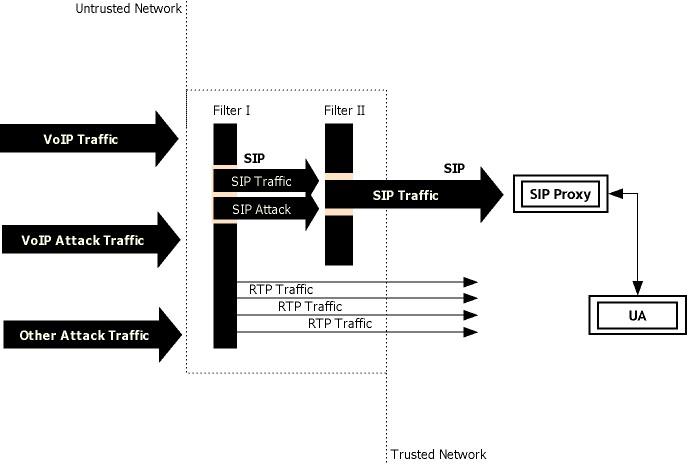 Untrusted Network
Filter I
Filter II
VoIP Traffic
SIP
SIP
SIP Traffic
SIP Traffic
SIP Proxy
SIP Attack
VoIP Attack Traffic
RTP Traffic
RTP Traffic
RTP Traffic
UA
Other Attack Traffic
Trusted Network